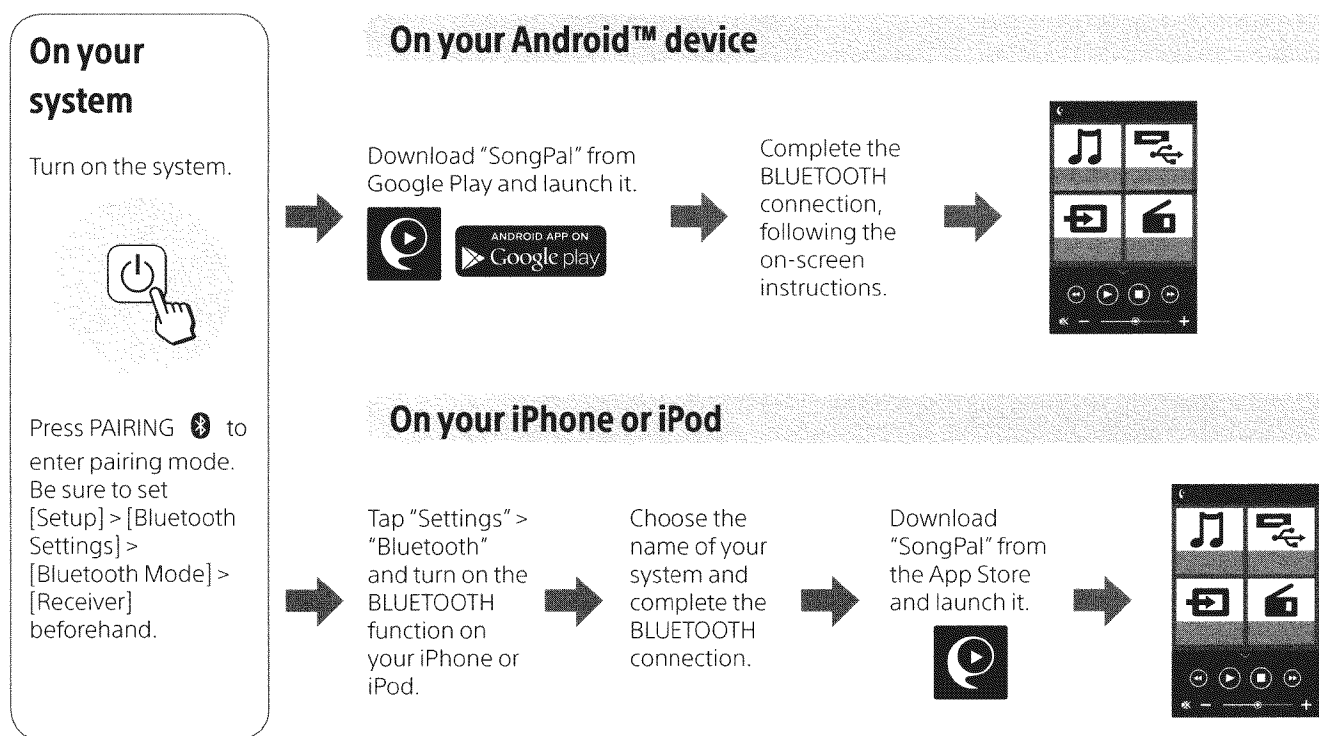 On your
system
Turn on the system.
Press PAIRING to
enter pairing mode.
Be sure to set
[Setup] > [Bluetooth
Settings] >
[Bluetooth Mode] >
[Receiver]
beforehand.
On your Android™ device
Download "SongPal" from
Google Play and launch it.
ANDROID APP ON
Google play
Complete the
BLUETOOTH
connection,
following the
on-screen
instructions.
On your iPhone or iPod
Tap "Settings" >
"Bluetooth"
and turn on the
BLUETOOTH
function on
your iPhone or
iPod.
Choose the
name of your
system and
complete the
BLUETOOTH
connection.
Download
"SongPal" from
the App Store
and launch it.